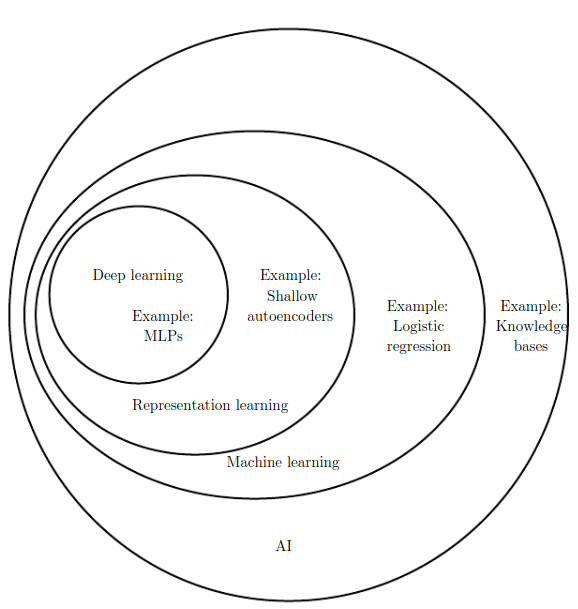 Deep learning
Example:
MLPs
Example:
Shallow
autoencoders
Example:
Logistic
regression
Example:
Knowledge
bases
Representation learning
Machine learning
AI